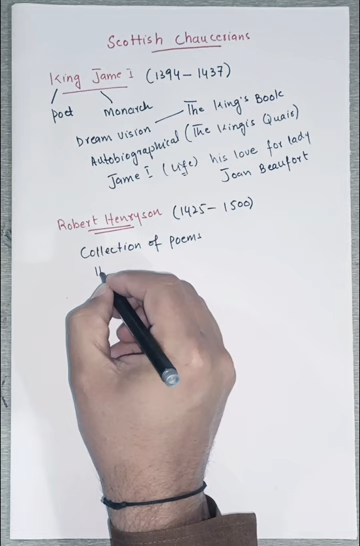 Scottish Chaucerians
King Jame I (1394-1437)
poet Monarch
Dream vision The King's Book
Autobiographical (The King's Quair)
Jame I (Life) his love for lady
Joan Beaufort
Robert Henryson (1425-1500)
Collection of poems